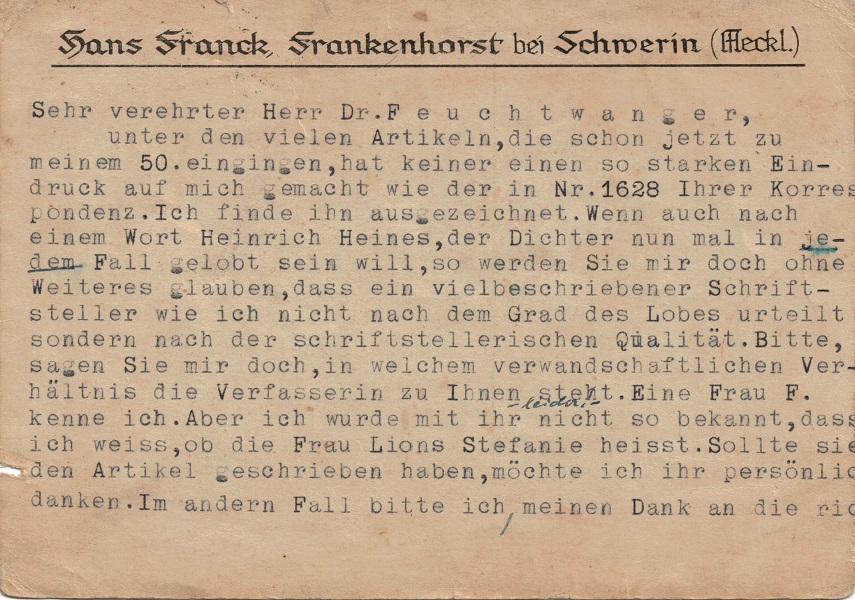 Hans Franck, Frankenhorst bei Schwerin (Meckl.)
Sehr verehrter Herr Dr.F e u c h t w a n g e r,
unter den vielen Artikeln,die schon jetzt zu
meinem 50.eingingen,hat keiner einen so starken Ein-
druck auf mich gemacht wie der in Nr.1628 Ihrer Korres
pondenz.Ich finde ihn ausgezeichnet.Wenn auch nach
einem Wort Heinrich Heines,der Dichter nun mal in je-
dem Fall gelobt sein will,so werden Sie mir doch ohne
Weiteres glauben,dass ein vielbeschriebener Schrift-
steller wie ich nicht nach dem Grad des Lobes urteilt
sondern nach der schriftstellerischen Qualität.Bitte,
sagen Sie mir doch,in welchem verwandschaftlichen Ver-
hältnis die Verfasserin zu Ihnen steht.Eine Frau F.
-leider-
kenne ich.Aber ich wurde mit ihr nicht so bekannt,dass
ich weiss,ob die Frau Lions Stefanie heisst.Sollte sie
den Artikel geschrieben haben,möchte ich ihr persönlic
danken.Im andern Fall bitte ich, meinen Dank an die ric